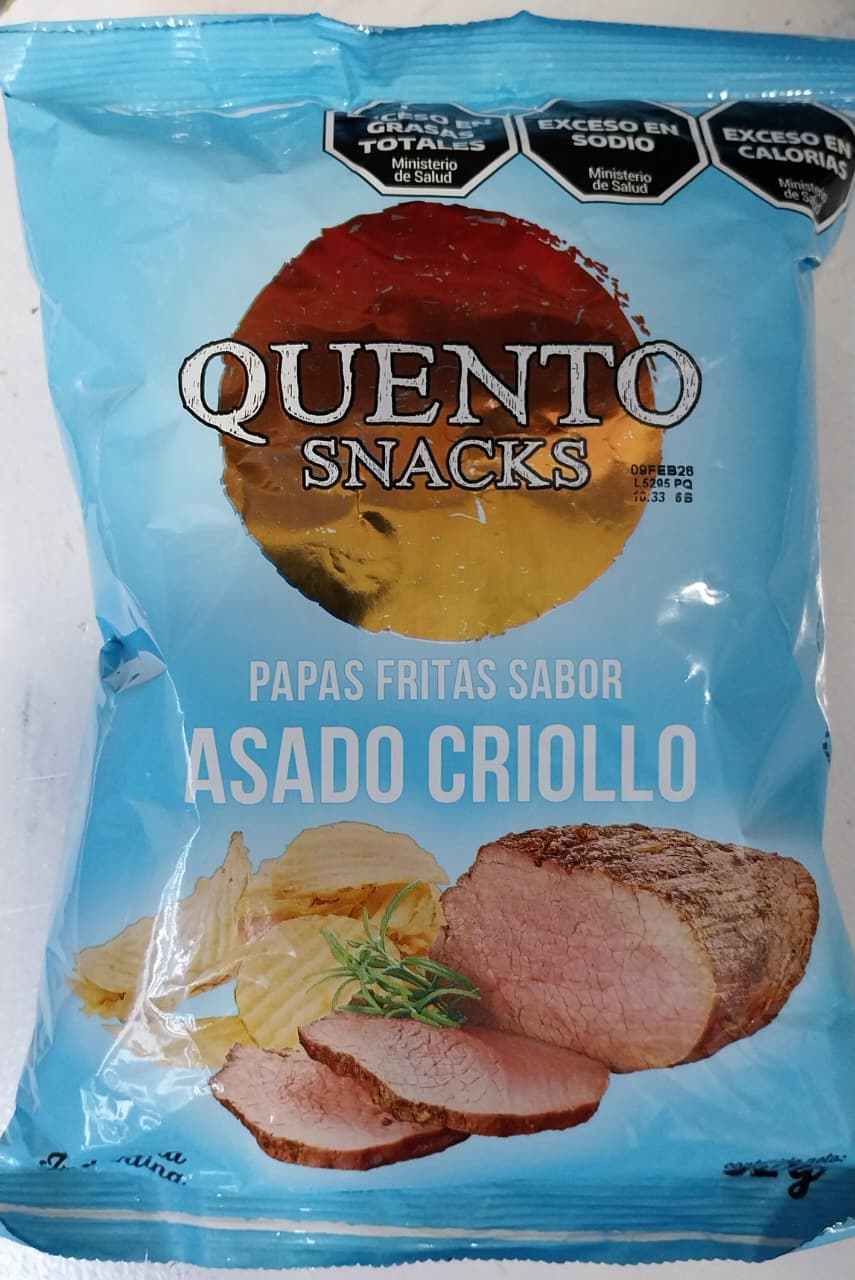 EN
GRASAS
TOTALES
Ministerio
de Salud
EXCESO EN
SODIO
Ministerio
de Salud
EXCESO EN
CALORIAS
QUENTO
SNACKS
09FEB26
L5295 PQ
10:33 6B
PAPAS FRITAS SABOR
ASADO CRIOLLO
g